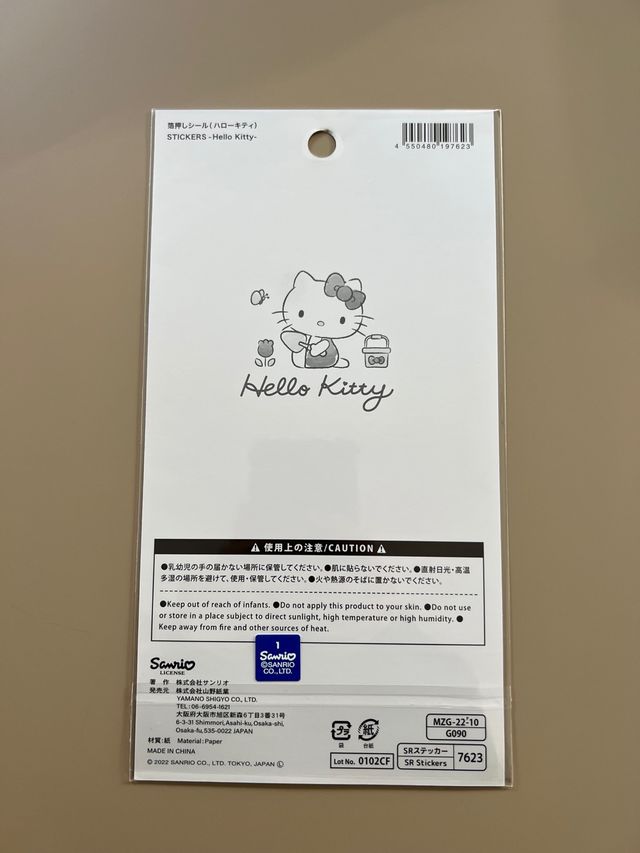 箔押しシール(ハローキティ)
STICKERS -Hello Kitty-
4 550480 197623
Hello Kitty
使用上の注意/CAUTION
●乳幼児の手の届かない場所に保管してください。●肌に貼らないでください。●直射日光・高温
多湿の場所を避けて、使用・保管してください。●火や熱源のそばに置かないでください。
●Keep out of reach of infants. ●Do not apply this product to your skin. ●Do not use
or store in a place subject to direct sunlight, high temperature or high humidity. ●
Keep away from fire and other sources of heat.
Sanrio
LICENSE
1
Sanrio
©SANRIO
CO.,LTD.
著 作 株式会社サンリオ
発売元 株式会社山野紙業
YAMANO SHIGYO CO., LTD.
TEL:06-6954-1621
大阪府大阪市旭区新森6丁目3番31号
6-3-31 Shimmori,Asahi-ku,Osaka-shi,
Osaka-fu,535-0022 JAPAN
材質:紙 Material:Paper
MADE IN CHINA
© 2022 SANRIO CO., LTD. TOKYO, JAPAN Ⓛ
プラ
袋
紙
台紙
MZG-22-10
G090
Lot No. 0102CF
SRステッカー
SR Stickers
7623